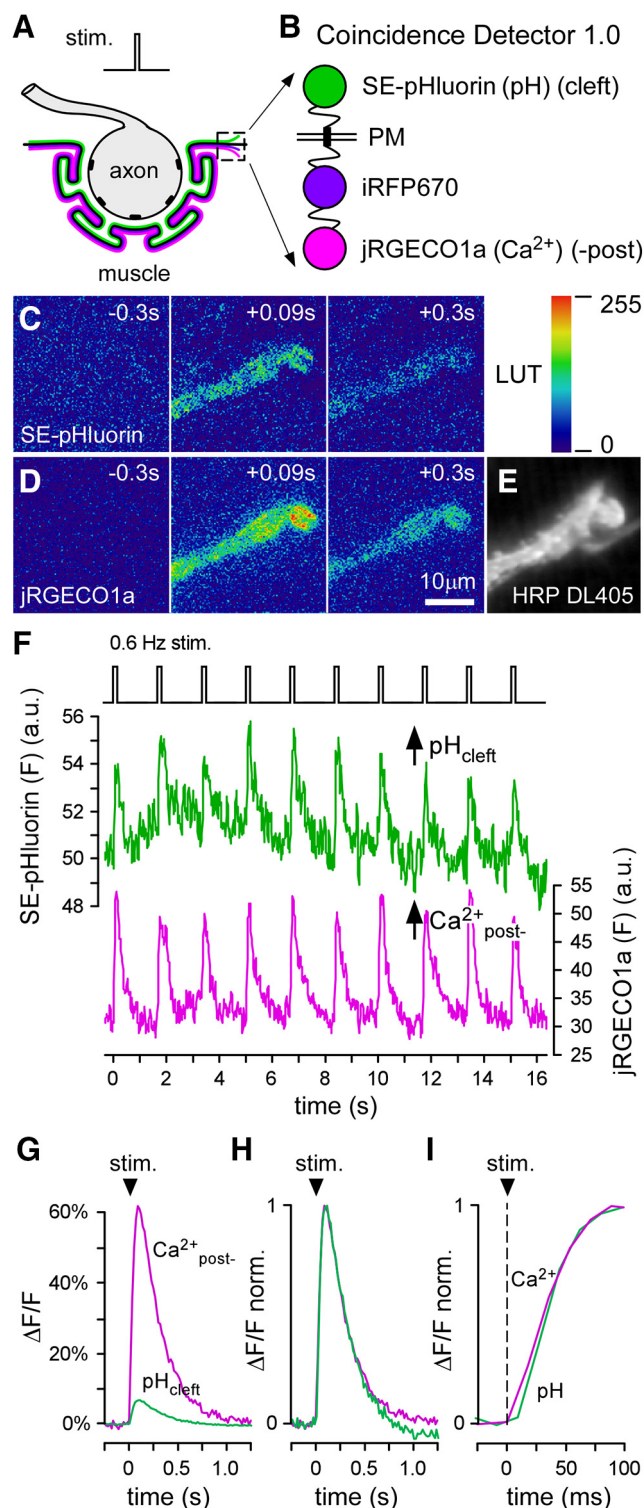 A
stim.
axon
muscle
B Coincidence Detector 1.0
SE-pHluorin (pH) (cleft)
PM
iRFP670
jRGECO1a (Ca²⁺) (-post)
C
-0.3s
+0.09s
+0.3s
SE-pHluorin
LUT
255
0
D
-0.3s
+0.09s
+0.3s
jRGECO1a
10µm
E
HRP DL405
F
0.6 Hz stim.
SE-pHluorin (F) (a.u.)
56
54
52
50
48
pHcleft
Ca²⁺post-
55
50
45
40
35
30
25
jRGECO1a (F) (a.u.)
0 2 4 6 8 10 12 14 16
time (s)
G
stim.
60%
40%
20%
0%
ΔF/F
Ca²⁺post-
pHcleft
0 0.5 1.0
time (s)
H
stim.
1
0
ΔF/F norm.
0 0.5 1.0
time (s)
I
stim.
1
0
ΔF/F norm.
Ca²⁺
pH
0 50 100
time (ms)